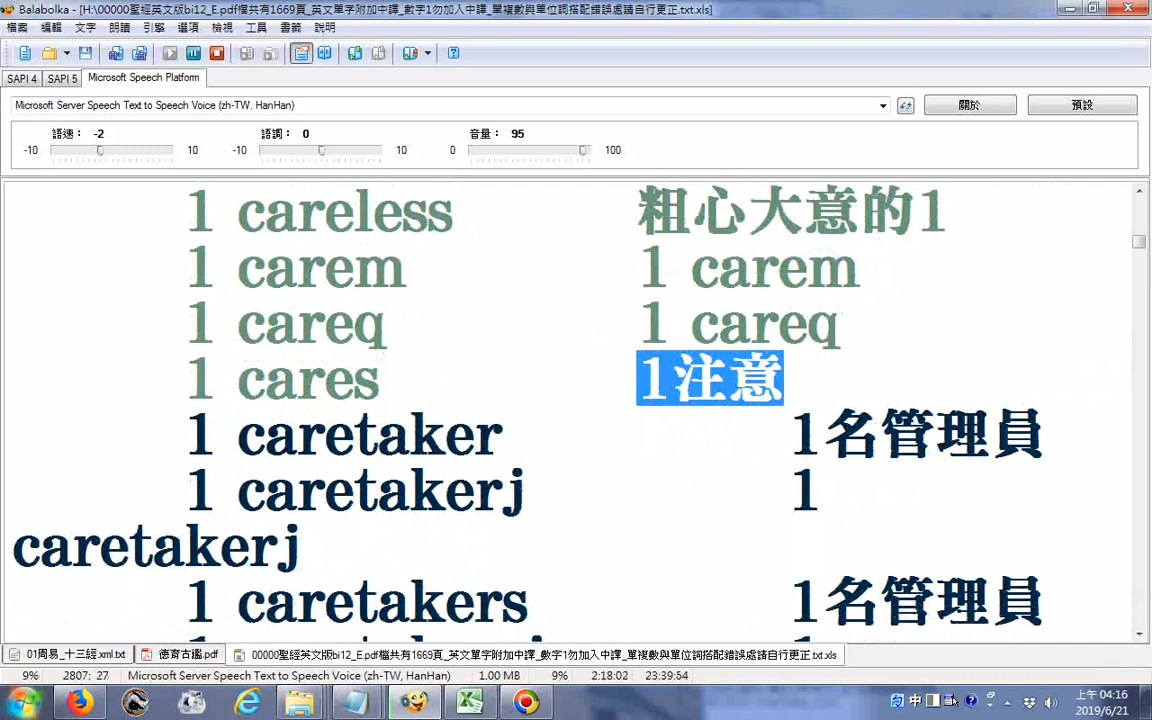 Balabolka - [H:\00000聖經英文版bi12_E.pdf檔共有1669頁_英文單字附加中譯_數字1勿加入中譯_單複數與單位詞搭配錯誤處請自行更正.txt.xls]
檔案 編輯 文字 朗讀 引擎 選項 檢視 工具 書籤 說明
SAPI 4 SAPI 5 Microsoft Speech Platform
Microsoft Server Speech Text to Speech Voice (zh-TW, HanHan) 關於 預設
語速： -2 語調： 0 音量： 95
-10 10 -10 10 0 100
1 careless 粗心大意的1
1 carem 1 carem
1 careq 1 careq
1 cares 1注意
1 caretaker 1名管理員
1 caretakerj 1
caretakerj
1 caretakers 1名管理員
01周易_十三經.xml.txt 德育古鑑.pdf 00000聖經英文版bi12_E.pdf檔共有1669頁_英文單字附加中譯_數字1勿加入中譯_單複數與單位詞搭配錯誤處請自行更正.txt.xls
9% 2807: 27 Microsoft Server Speech Text to Speech Voice (zh-TW, HanHan) 1.00 MB 9% 2:18:02 23:39:54
中 上午 04:16
2019/6/21